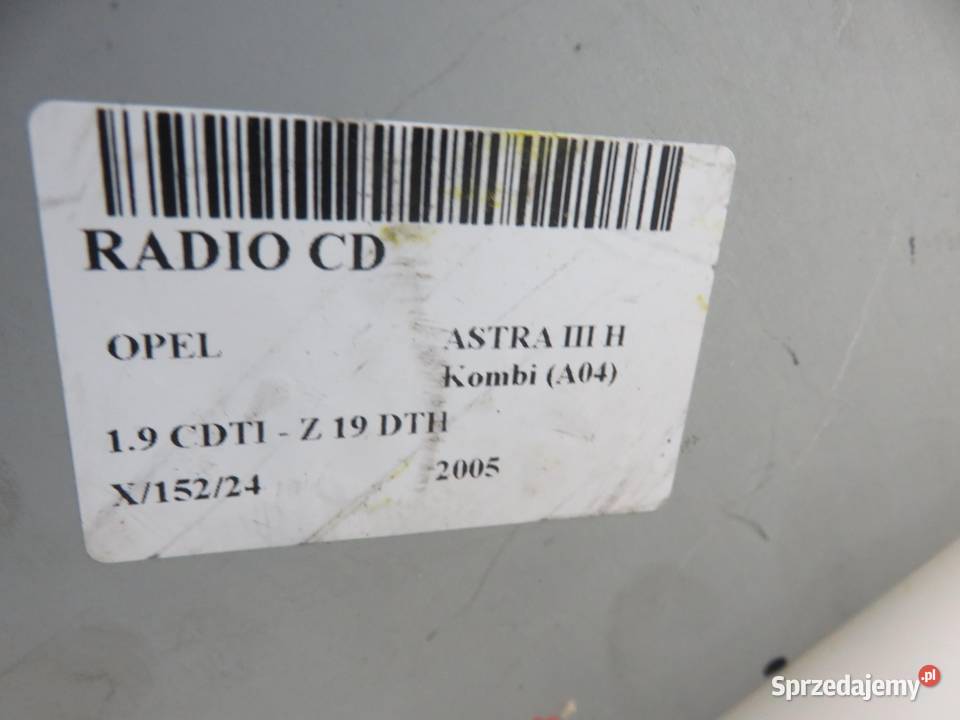 RADIO CD
OPEL
ASTRA III H
Kombi (A04)
1.9 CDTI - Z 19 DTH
X/152/24
2005
Sprzedajemy.pl